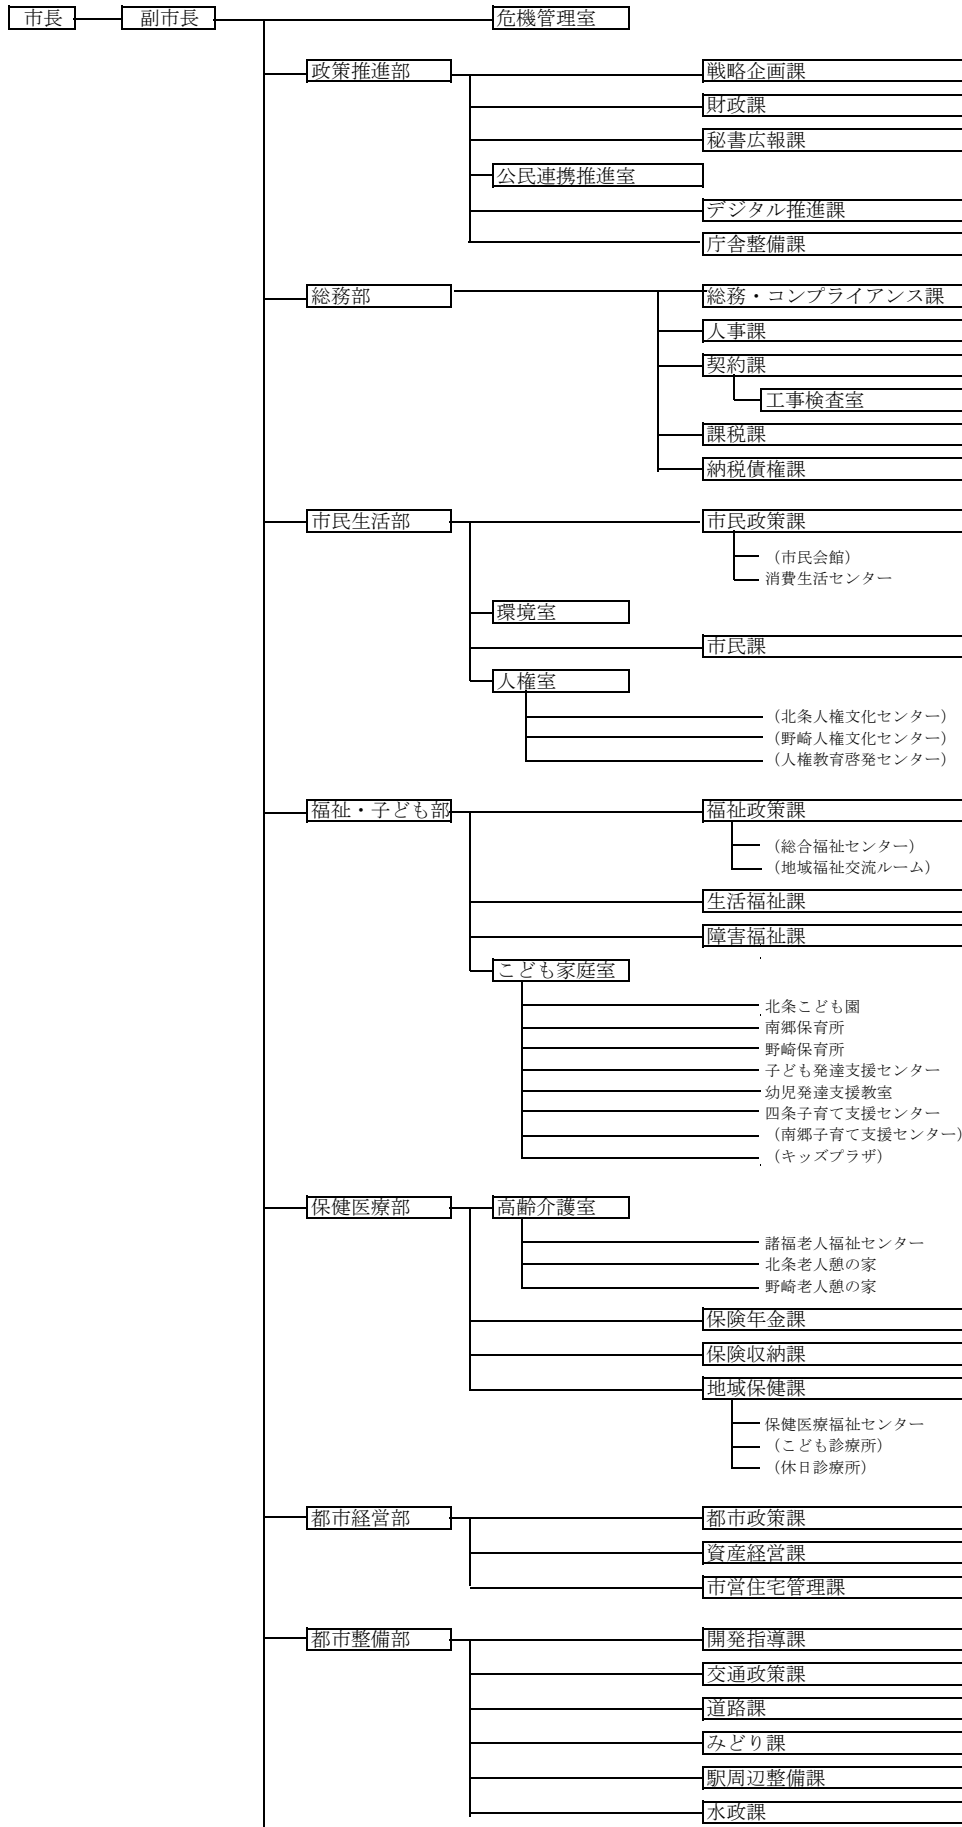 市長 副市長 危機管理室
政策推進部 戦略企画課
財政課
秘書広報課
公民連携推進室
デジタル推進課
庁舎整備課
総務部 総務・コンプライアンス課
人事課
契約課
工事検査室
課税課
納税債権課
市民生活部 市民政策課
（市民会館）
消費生活センター
環境室
市民課
人権室
（北条人権文化センター）
（野崎人権文化センター）
（人権教育啓発センター）
福祉・子ども部 福祉政策課
（総合福祉センター）
（地域福祉交流ルーム）
生活福祉課
障害福祉課
こども家庭室
北条こども園
南郷保育所
野崎保育所
子ども発達支援センター
幼児発達支援教室
四条子育て支援センター
（南郷子育て支援センター）
（キッズプラザ）
保健医療部 高齢介護室
諸福老人福祉センター
北条老人憩の家
野崎老人憩の家
保険年金課
保険収納課
地域保健課
保健医療福祉センター
（こども診療所）
（休日診療所）
都市経営部 都市政策課
資産経営課
市営住宅管理課
都市整備部 開発指導課
交通政策課
道路課
みどり課
駅周辺整備課
水政課